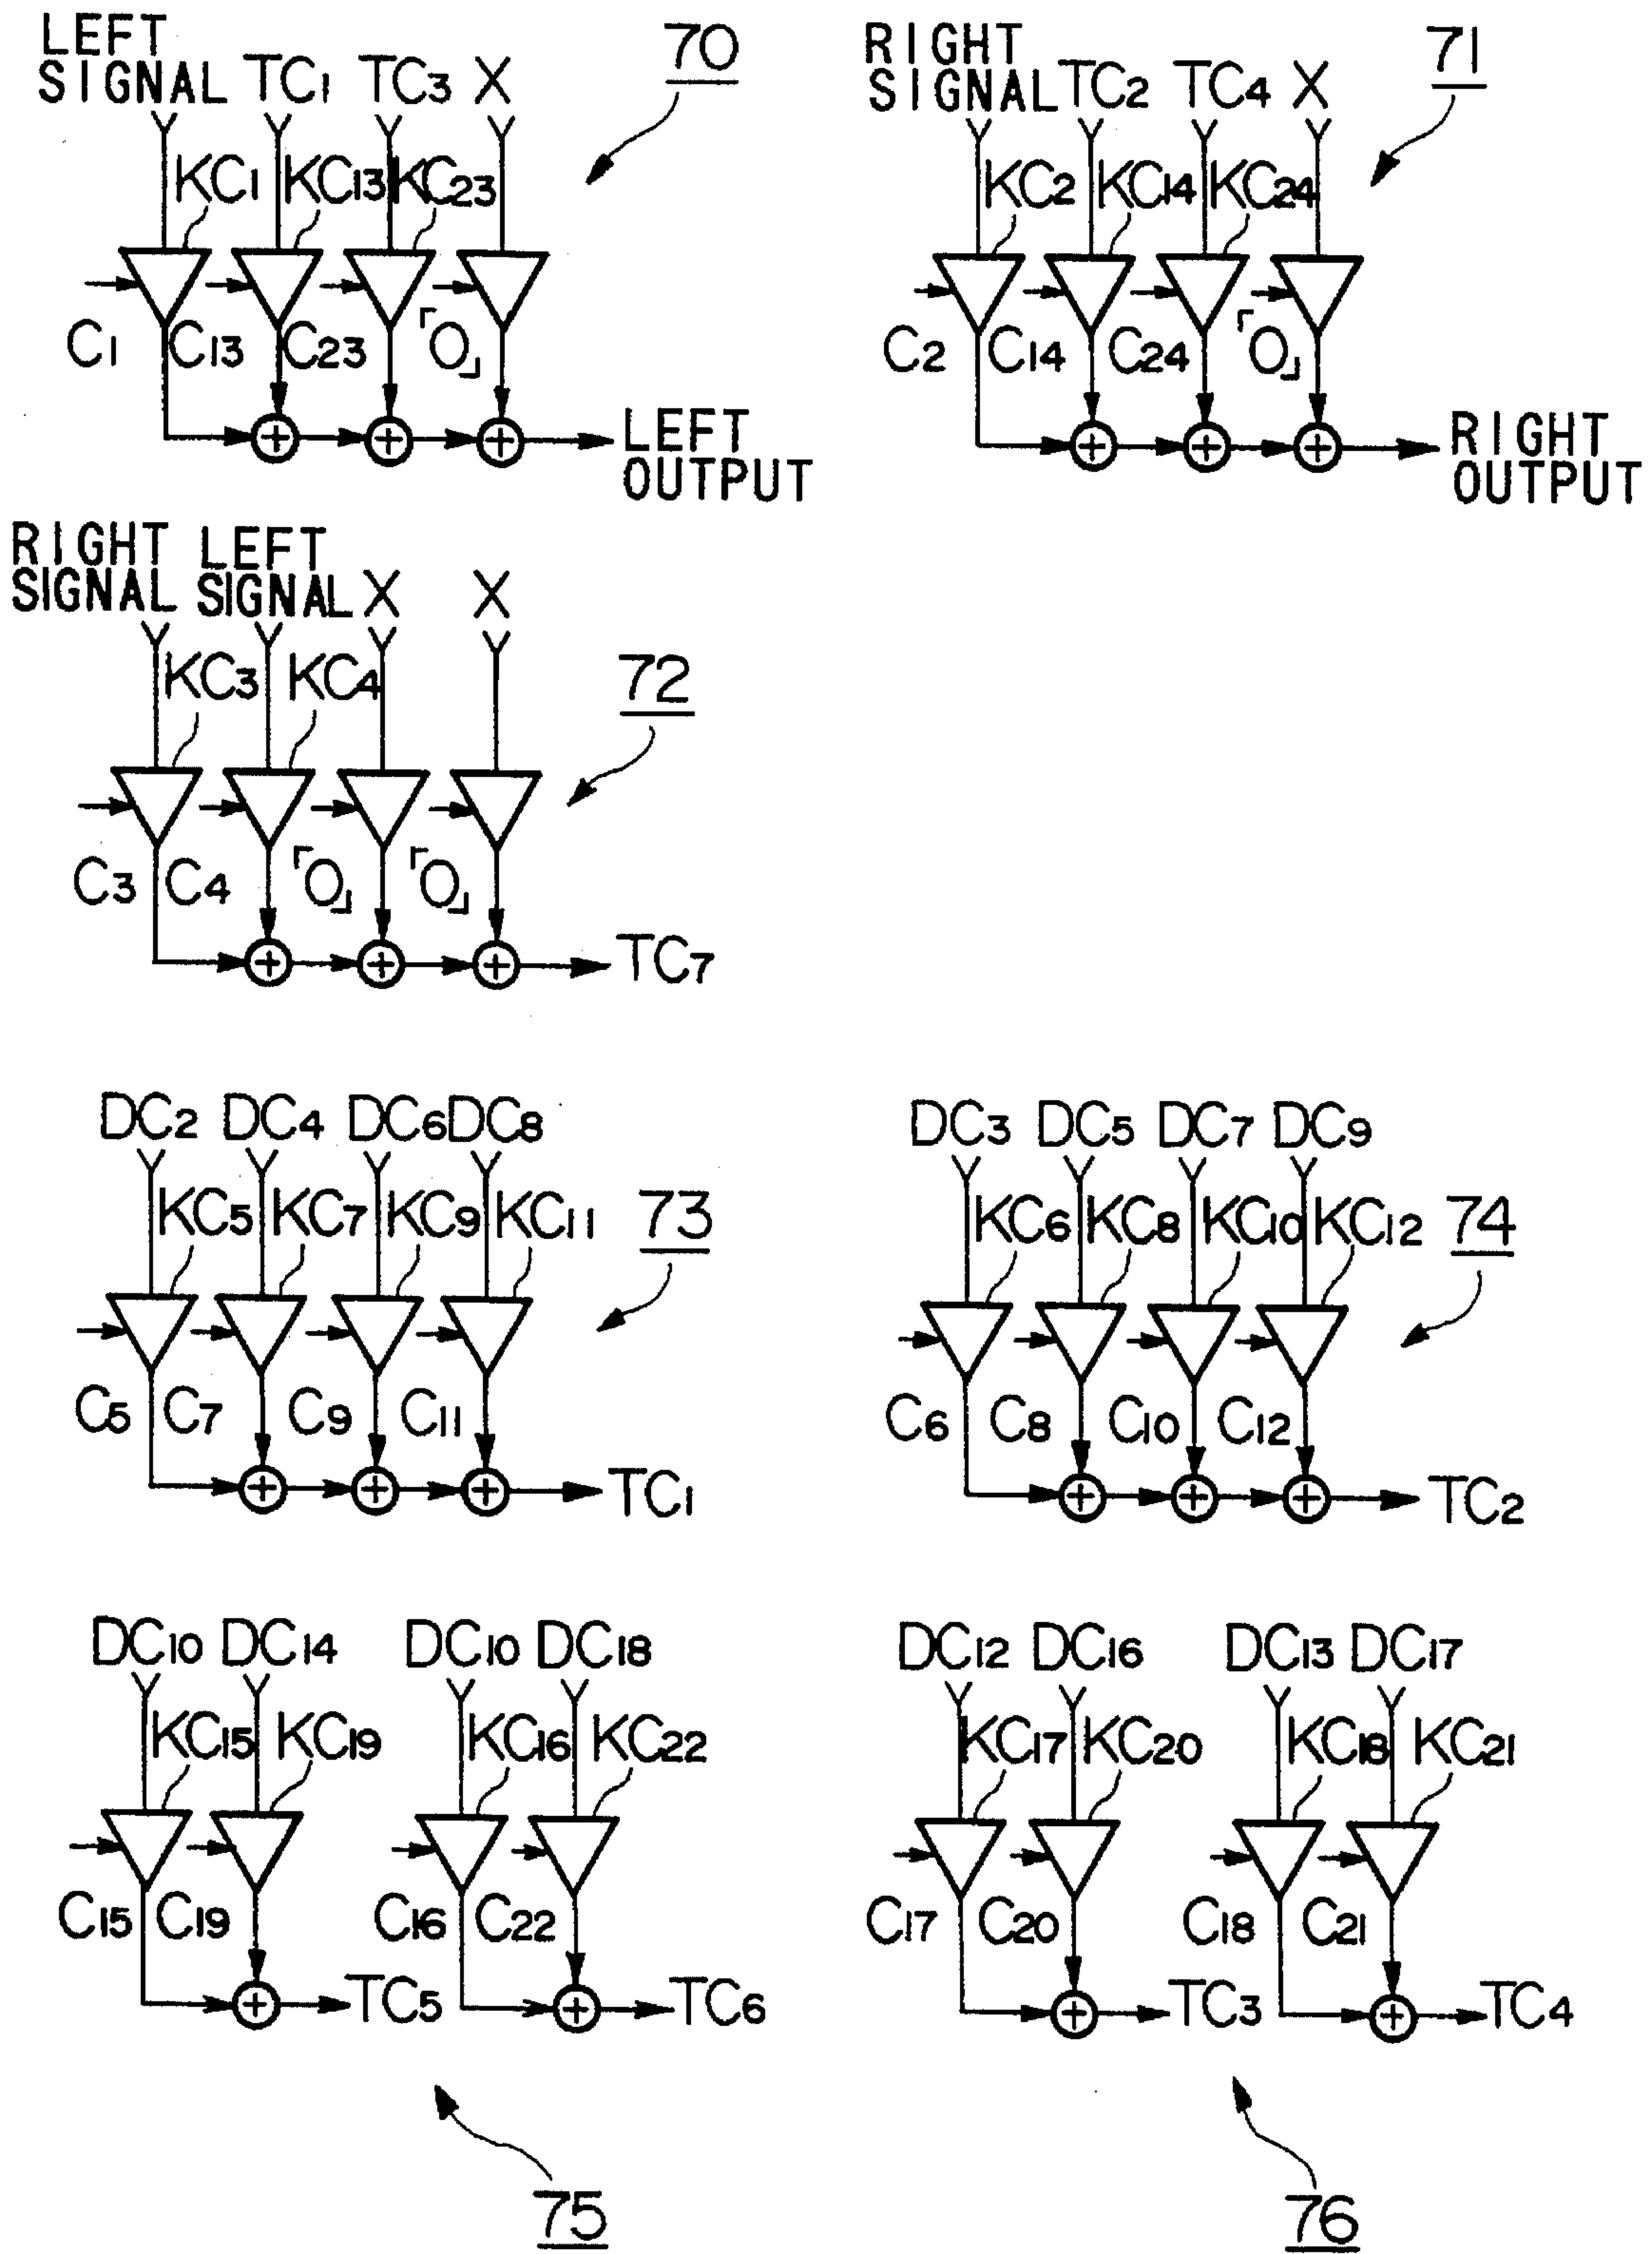 LEFT
SIGNAL TC1 TC3 X
70
KC1 KC13 KC23
C1 C13 C23 「0」
LEFT
OUTPUT
RIGHT
SIGNAL TC2 TC4 X
71
KC2 KC14 KC24
C2 C14 C24 「0」
RIGHT
OUTPUT
RIGHT LEFT
SIGNAL SIGNAL X X
KC3 KC4
72
C3 C4 「0」 「0」
TC7
DC2 DC4 DC6 DC8
KC5 KC7 KC9 KC11
73
C5 C7 C9 C11
TC1
DC3 DC5 DC7 DC9
KC6 KC8 KC10 KC12
74
C6 C8 C10 C12
TC2
DC10 DC14 DC10 DC18
KC15 KC19 KC16 KC22
C15 C19 C16 C22
TC5 TC6
75
DC12 DC16 DC13 DC17
KC17 KC20 KC18 KC21
C17 C20 C18 C21
TC3 TC4
76